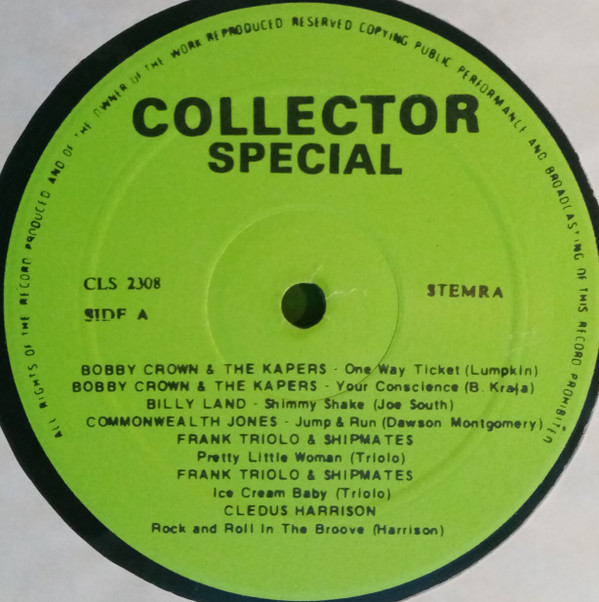 ALL RIGHTS OF THE RECORD PRODUCED AND OF THE OWNER OF THE WORK REPRODUCED RESERVED COPYING PUBLIC PERFORMANCE AND BROADCASTING OF THIS RECORD PROHIBITED
COLLECTOR
SPECIAL
CLS 2308
STEMRA
SIDE A
BOBBY CROWN & THE KAPERS - One Way Ticket (Lumpkin)
BOBBY CROWN & THE KAPERS - Your Conscience (B. Kraja)
BILLY LAND - Shimmy Shake (Joe South)
COMMONWEALTH JONES - Jump & Run (Dawson Montgomery)
FRANK TRIOLO & SHIPMATES
Pretty Little Woman (Triolo)
FRANK TRIOLO & SHIPMATES
Ice Cream Baby (Triolo)
CLEDUS HARRISON
Rock and Roll In The Broove (Harrison)